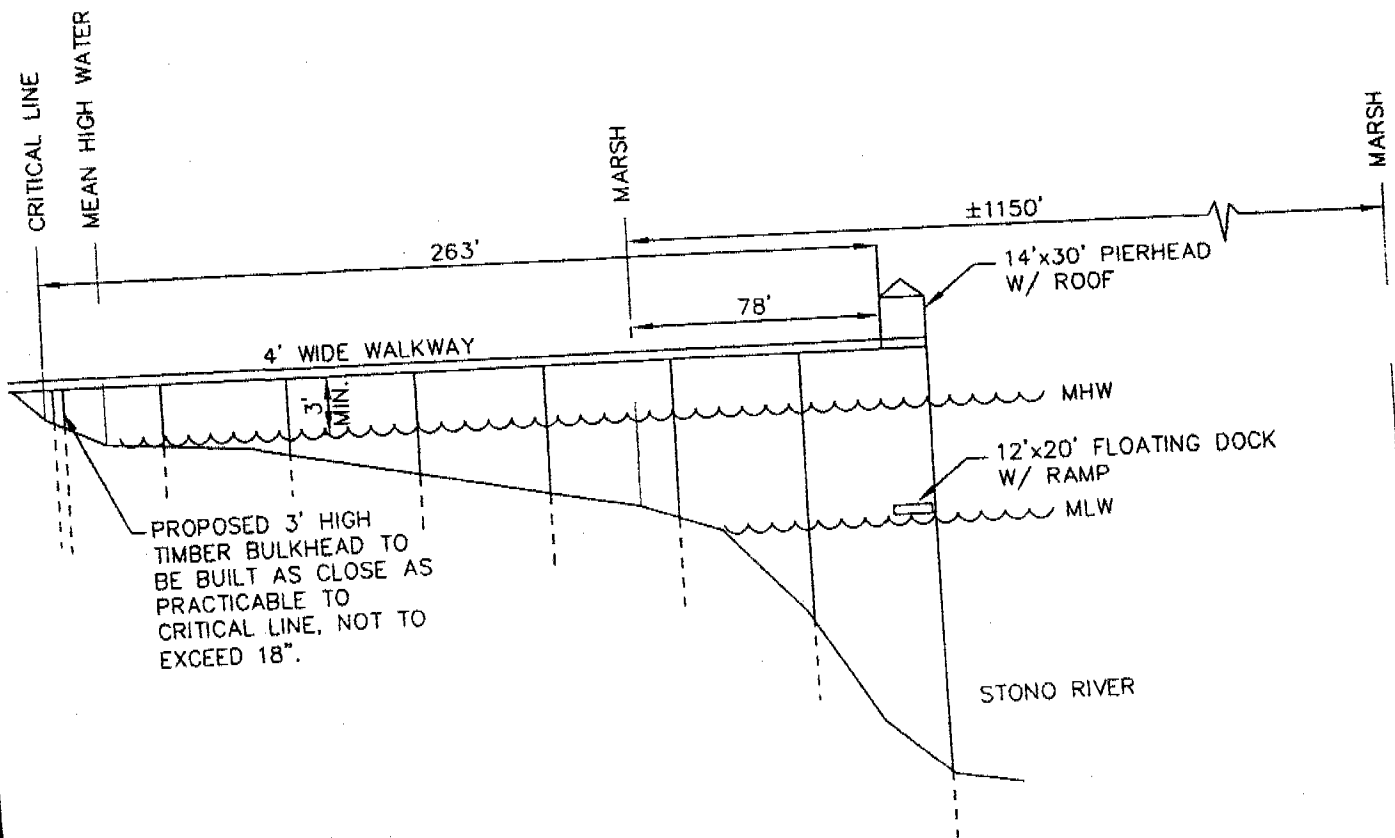 CRITICAL LINE
MEAN HIGH WATER
MARSH
MARSH
±1150'
263'
14'x30' PIERHEAD
W/ ROOF
78'
4' WIDE WALKWAY
3'
MIN.
MHW
12'x20' FLOATING DOCK
W/ RAMP
MLW
PROPOSED 3' HIGH
TIMBER BULKHEAD TO
BE BUILT AS CLOSE AS
PRACTICABLE TO
CRITICAL LINE, NOT TO
EXCEED 18".
STONO RIVER